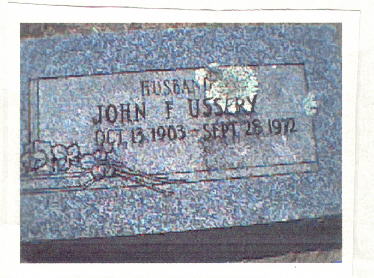 HUSBAND
JOHN F USSERY
OCT 13 1903 - SEPT 28 1972